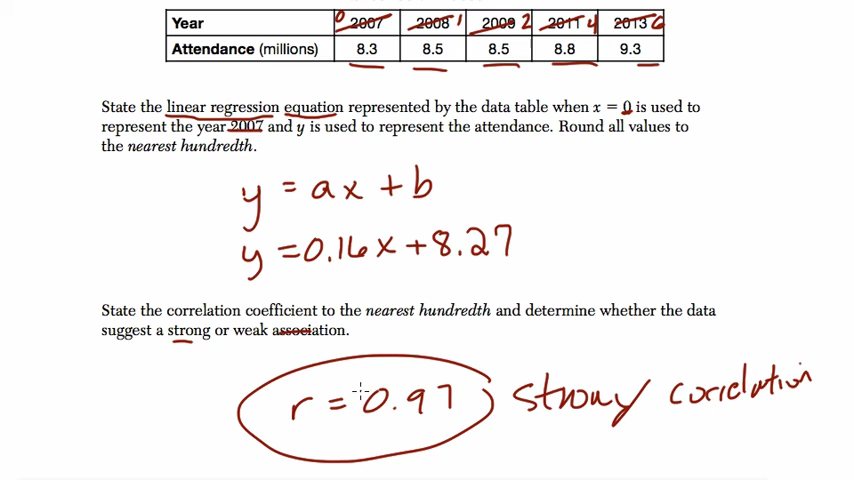 Year 2007 0 2008 1 2009 2 2011 4 2013 6
Attendance (millions) 8.3 8.5 8.5 8.8 9.3
State the linear regression equation represented by the data table when x = 0 is used to
represent the year 2007 and y is used to represent the attendance. Round all values to
the nearest hundredth.
y = ax + b
y = 0.16x + 8.27
State the correlation coefficient to the nearest hundredth and determine whether the data
suggest a strong or weak association.
r = 0.97 strong correlation